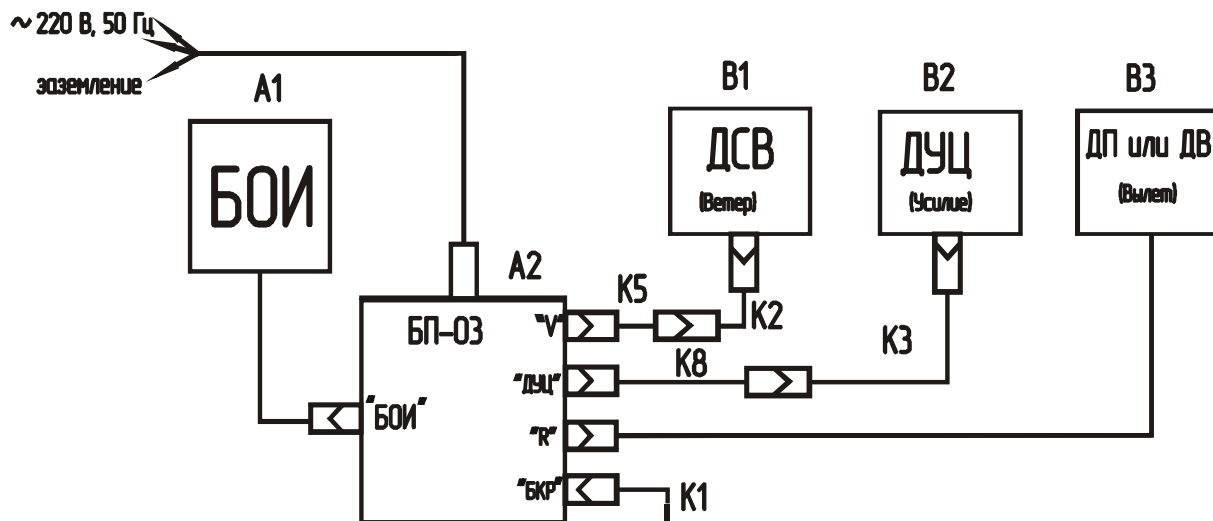 ~ 220 В, 50 Гц
заземление
А1
БОИ
В1
ДСВ
(Ветер)
В2
ДУЦ
(Усилие)
В3
ДП или ДВ
(Вылет)
А2
БП-03
"БОИ"
"V"
К5
К2
"ДУЦ"
К8
К3
"R"
"БКР"
К1